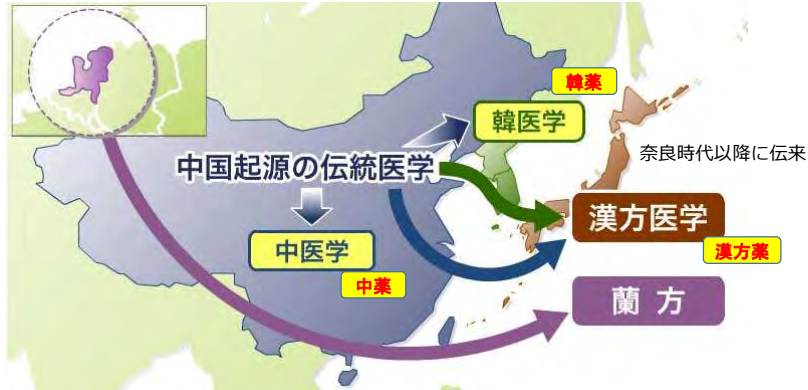 韓薬
韓医学
奈良時代以降に伝来
中国起源の伝統医学
漢方医学
中医学
漢方薬
中薬
蘭 方